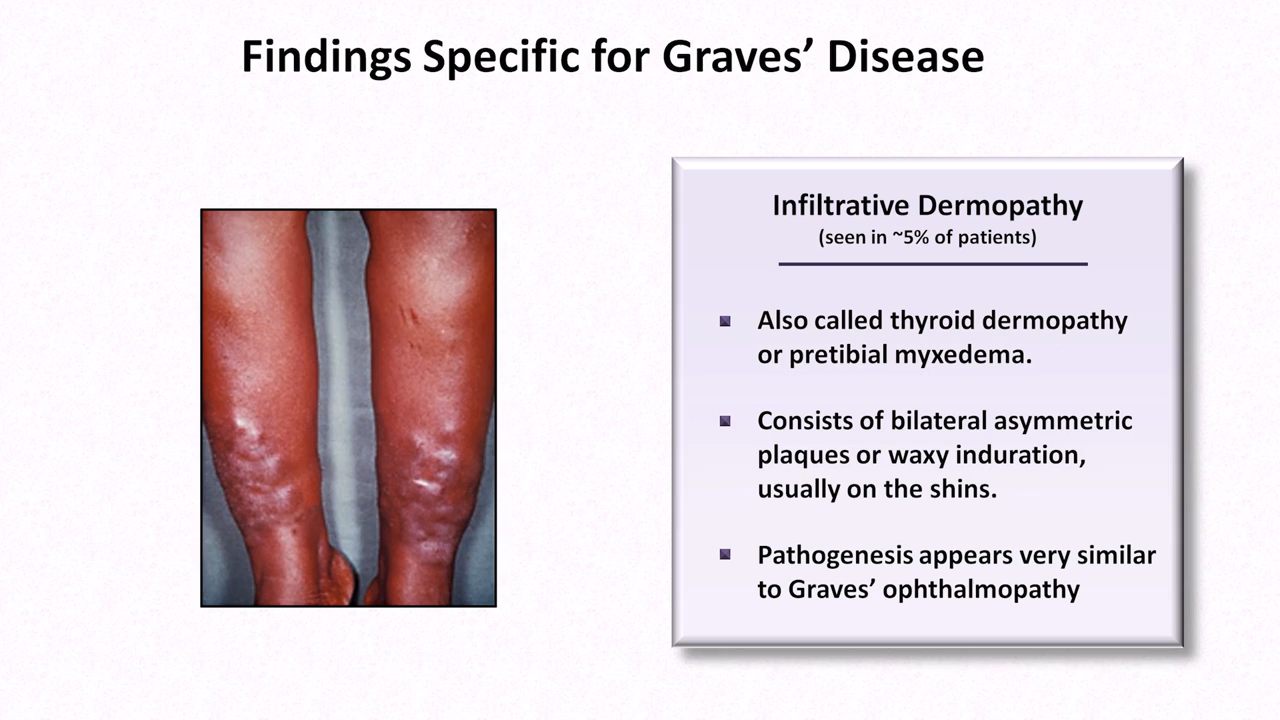 Findings Specific for Graves’ Disease
Infiltrative Dermopathy
(seen in ~5% of patients)
Also called thyroid dermopathy
or pretibial myxedema.
Consists of bilateral asymmetric
plaques or waxy induration,
usually on the shins.
Pathogenesis appears very similar
to Graves’ ophthalmopathy